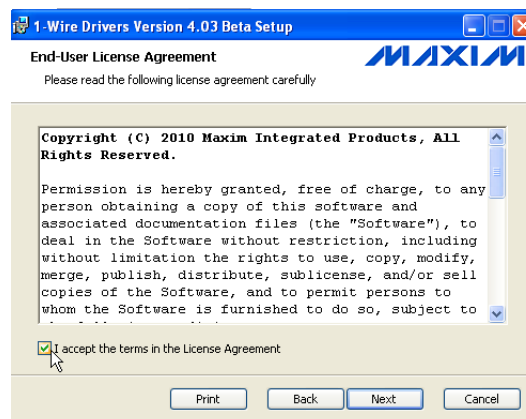 1-Wire Drivers Version 4.03 Beta Setup
End-User License Agreement
MAXIM
Please read the following license agreement carefully
Copyright (C) 2010 Maxim Integrated Products, All
Rights Reserved.
Permission is hereby granted, free of charge, to any
person obtaining a copy of this software and
associated documentation files (the "Software"), to
deal in the Software without restriction, including
without limitation the rights to use, copy, modify,
merge, publish, distribute, sublicense, and/or sell
copies of the Software, and to permit persons to
whom the Software is furnished to do so, subject to
I accept the terms in the License Agreement
Print
Back
Next
Cancel